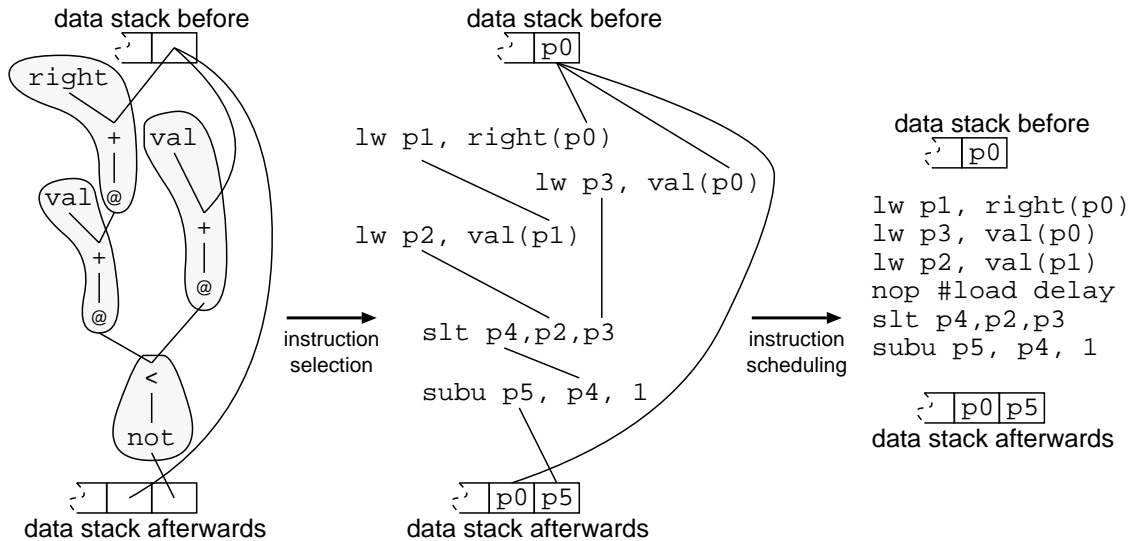 data stack before
right
+
@
val
+
@
val
+
@
<
not
data stack afterwards
instruction
selection
data stack before
p0
lw p1, right(p0)
lw p3, val(p0)
lw p2, val(p1)
slt p4,p2,p3
subu p5, p4, 1
p0 p5
data stack afterwards
instruction
scheduling
data stack before
p0
lw p1, right(p0)
lw p3, val(p0)
lw p2, val(p1)
nop #load delay
slt p4,p2,p3
subu p5, p4, 1
p0 p5
data stack afterwards